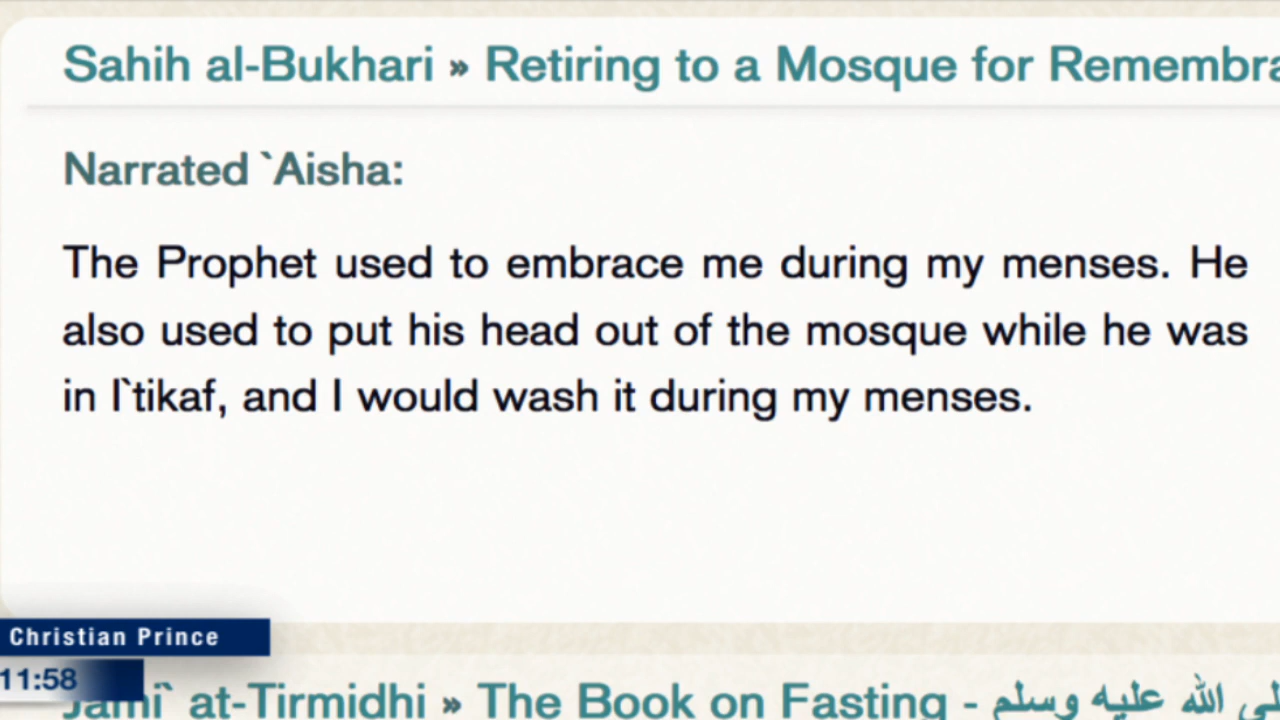 Sahih al-Bukhari » Retiring to a Mosque for Remembra
Narrated `Aisha:
The Prophet used to embrace me during my menses. He
also used to put his head out of the mosque while he was
in I`tikaf, and I would wash it during my menses.
Christian Prince
11:58
Jami` at-Tirmidhi » The Book on Fasting - الله عليه وسلم